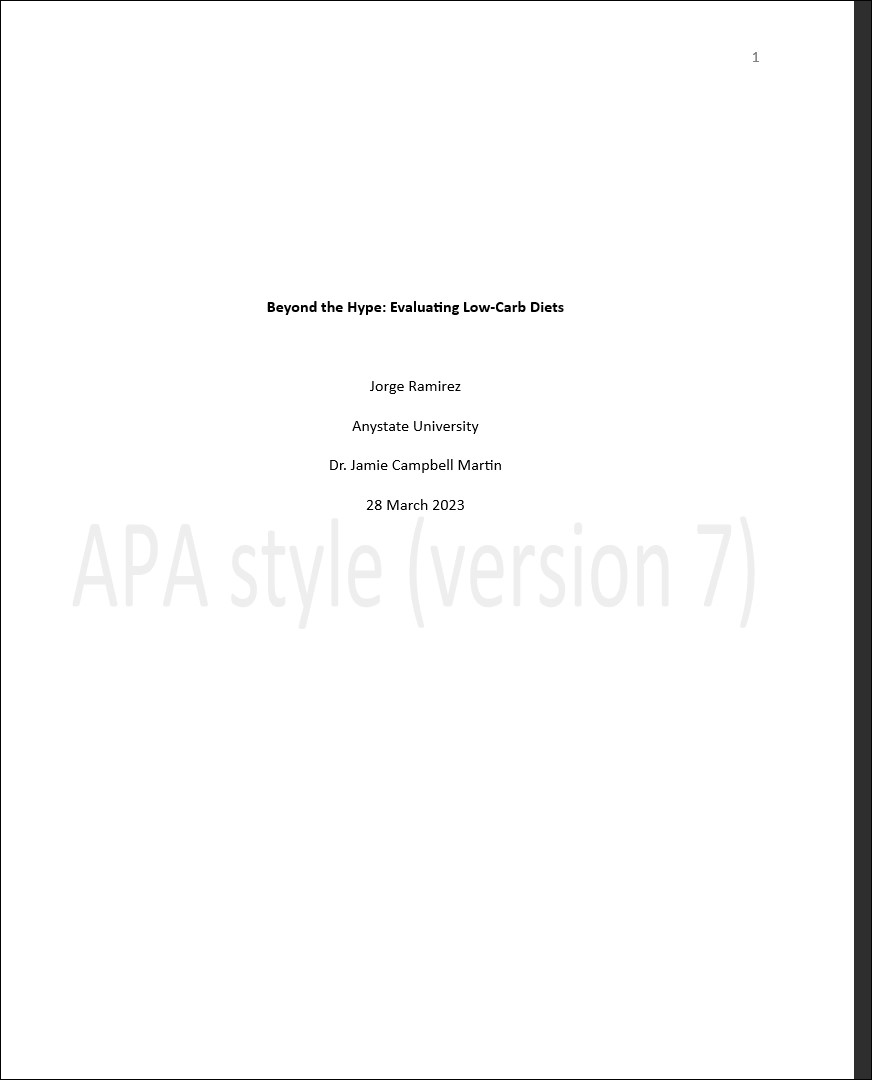 1
Beyond the Hype: Evaluating Low-Carb Diets
Jorge Ramirez
Anystate University
Dr. Jamie Campbell Martin
28 March 2023
APA style (version 7)